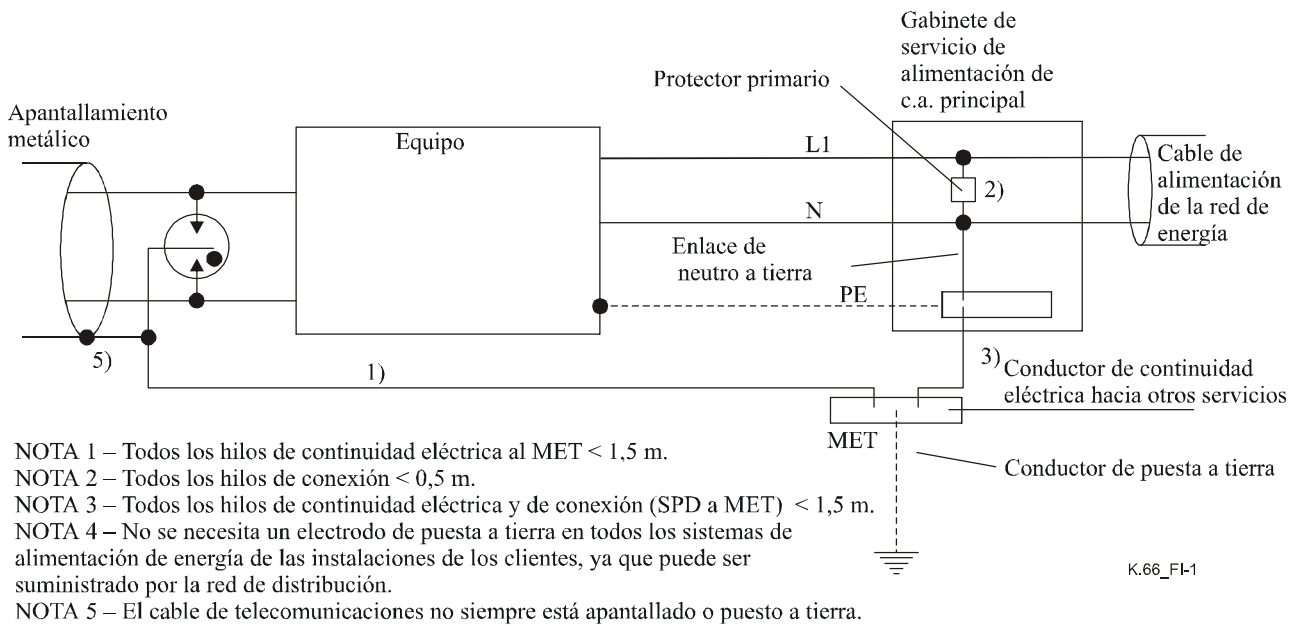 Gabinete de
servicio de
alimentación de
c.a. principal
Protector primario
Apantallamiento
metálico
Equipo
L1
Cable de
alimentación
de la red de
energía
2)
N
Enlace de
neutro a tierra
PE
5)
1)
3)
Conductor de continuidad
eléctrica hacia otros servicios
MET
Conductor de puesta a tierra
NOTA 1 – Todos los hilos de continuidad eléctrica al MET < 1,5 m.
NOTA 2 – Todos los hilos de conexión < 0,5 m.
NOTA 3 – Todos los hilos de continuidad eléctrica y de conexión (SPD a MET) < 1,5 m.
NOTA 4 – No se necesita un electrodo de puesta a tierra en todos los sistemas de
alimentación de energía de las instalaciones de los clientes, ya que puede ser
suministrado por la red de distribución.
NOTA 5 – El cable de telecomunicaciones no siempre está apantallado o puesto a tierra.
K.66_FI-1